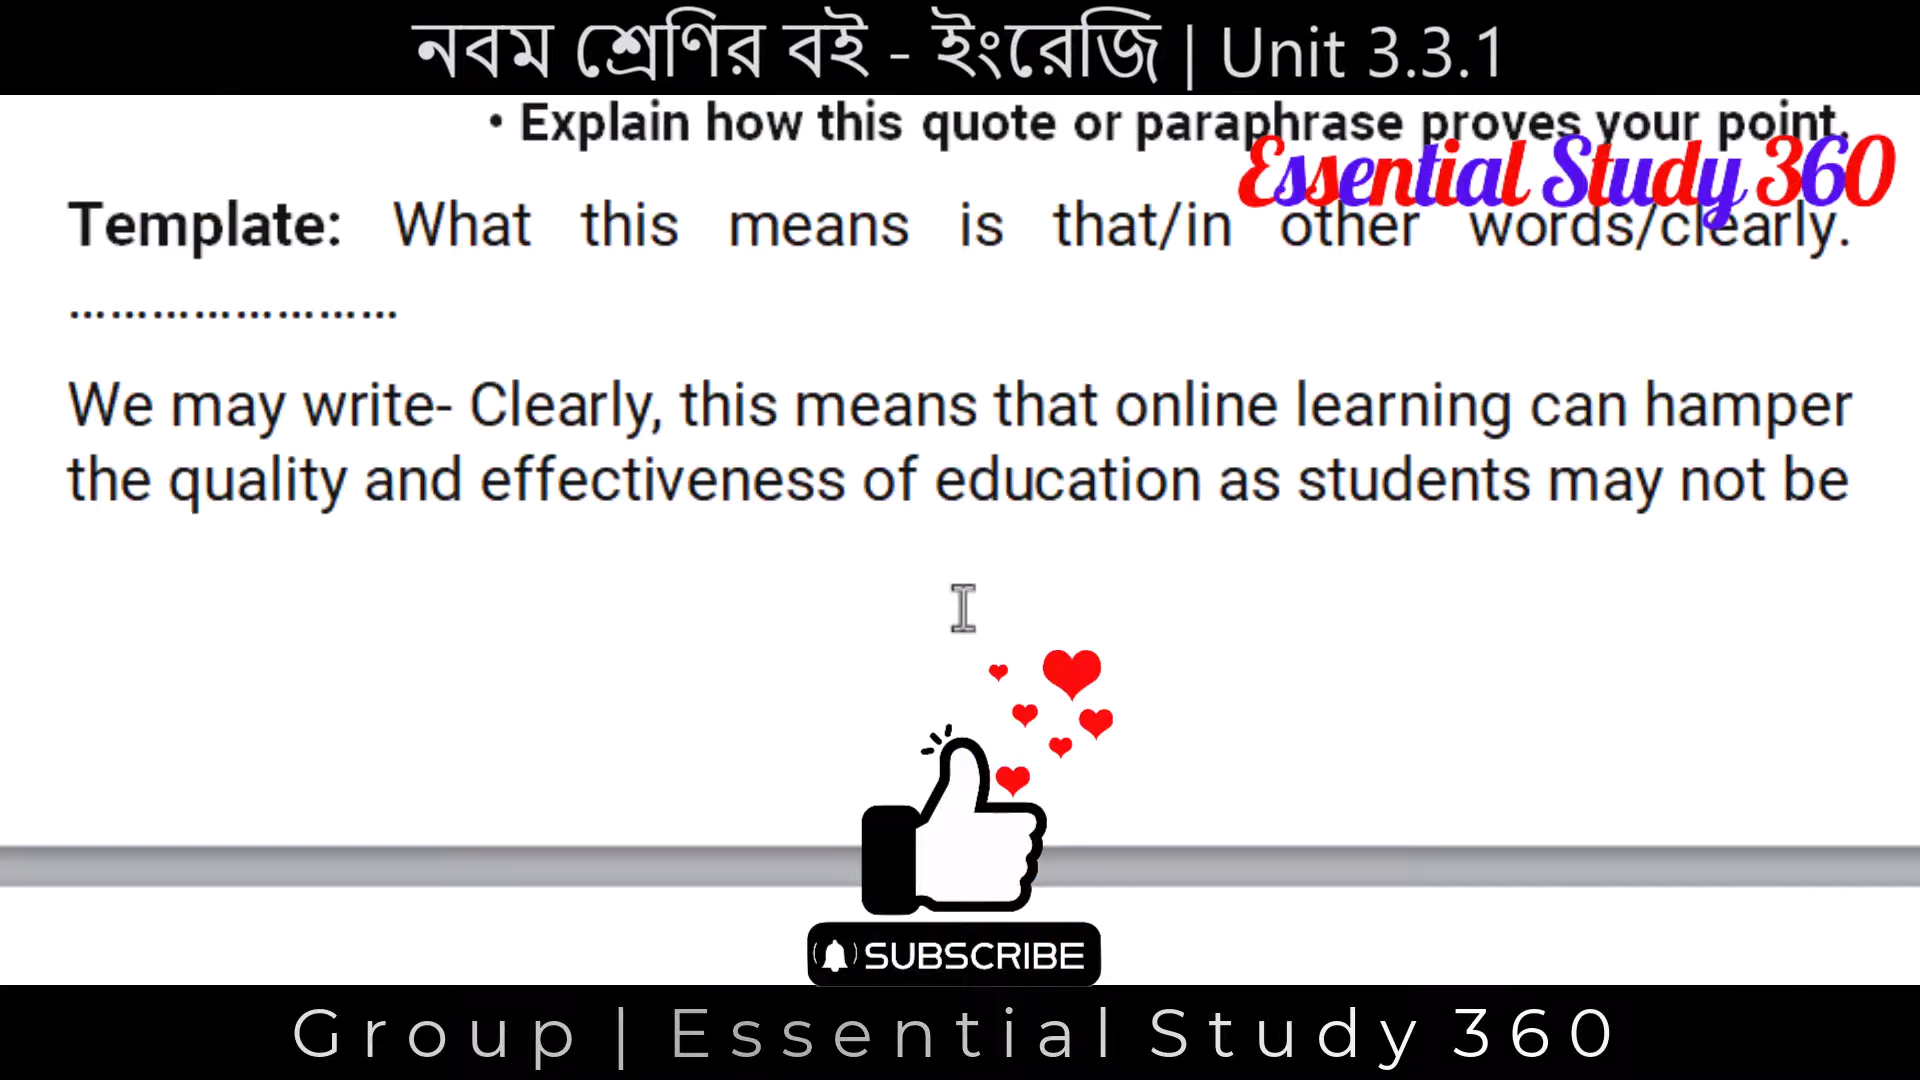 নবম শ্রেণির বই - ইংরেজি | Unit 3.3.1
• Explain how this quote or paraphrase proves your point.
Essential Study 360
Template: What this means is that/in other words/clearly.
........................
We may write- Clearly, this means that online learning can hamper
the quality and effectiveness of education as students may not be
SUBSCRIBE
Group | Essential Study 360